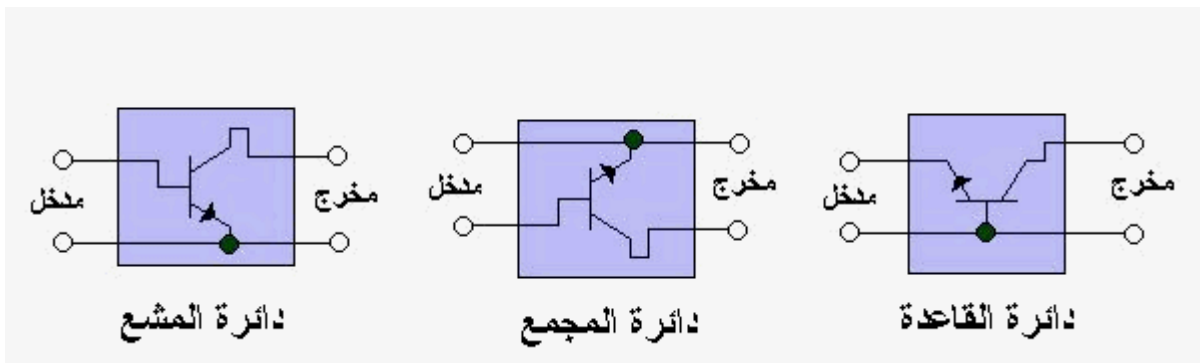 مدخل
مخرج
مدخل
مخرج
مدخل
مخرج
دائرة المشع
دائرة المجمع
دائرة القاعدة